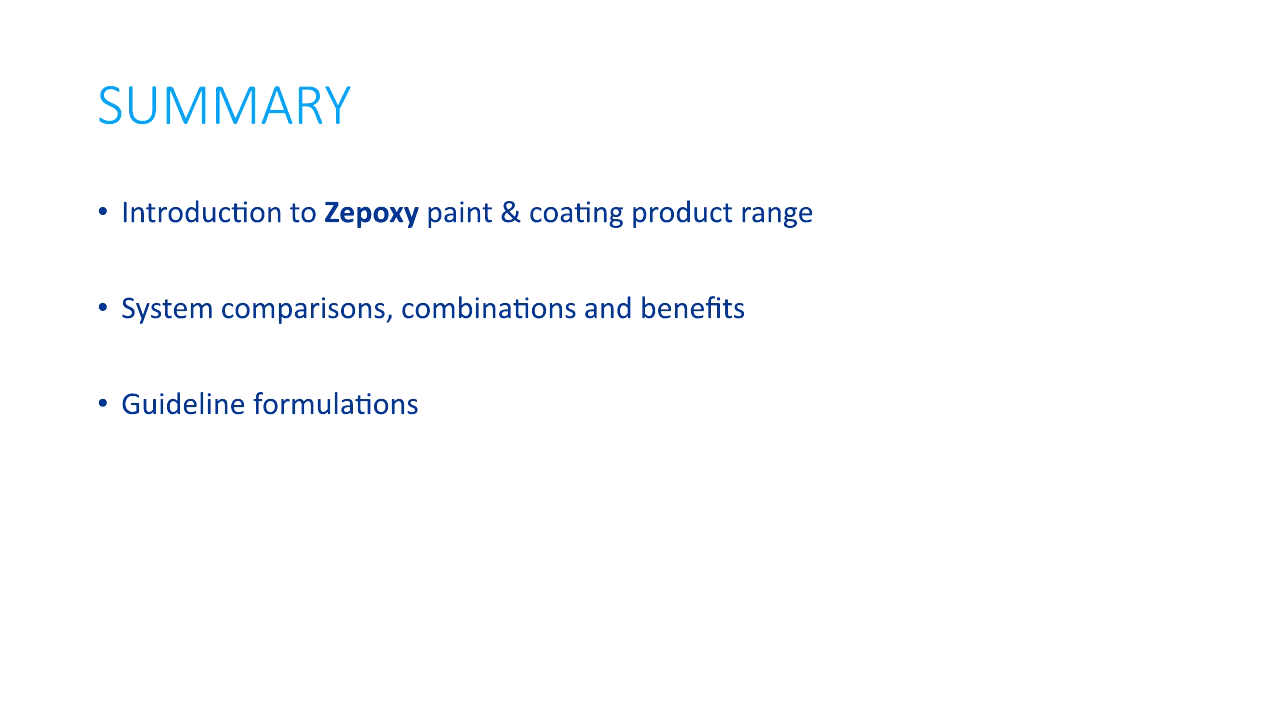 SUMMARY
• Introduction to Zepoxy paint & coating product range
• System comparisons, combinations and benefits
• Guideline formulations